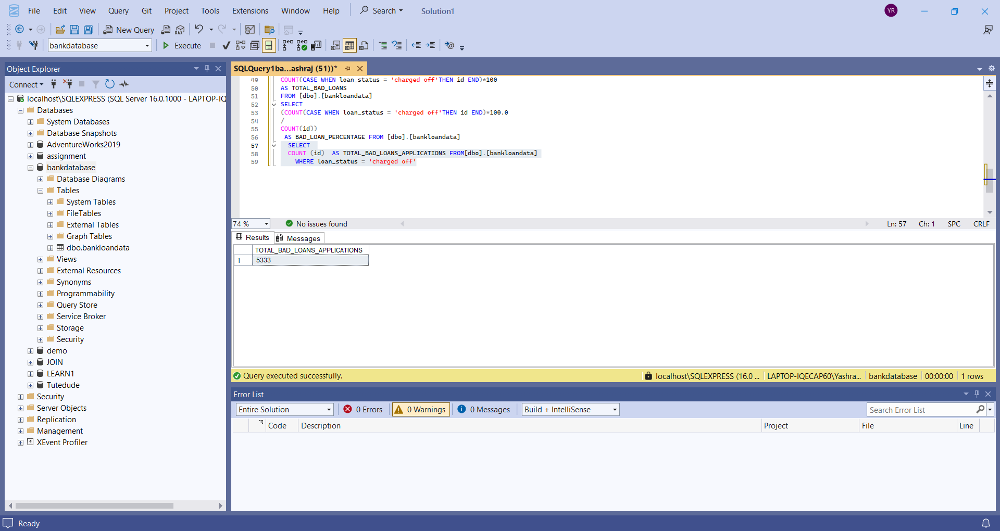 File Edit View Query Git Project Tools Extensions Window Help Search Solution1 YR
New Query DAX
bankdatabase Execute
Object Explorer
Connect
localhost\SQLEXPRESS (SQL Server 16.0.1000 - LAPTOP-IQ
Databases
System Databases
Database Snapshots
AdventureWorks2019
assignment
bankdatabase
Database Diagrams
Tables
System Tables
FileTables
External Tables
Graph Tables
dbo.bankloandata
Views
External Resources
Synonyms
Programmability
Query Store
Service Broker
Storage
Security
demo
JOIN
LEARN1
Tutedude
Security
Server Objects
Replication
Management
XEvent Profiler
SQLQuery1ba...ashraj (51))*
49 COUNT(CASE WHEN loan_status = 'charged off'THEN id END)*100
50 AS TOTAL_BAD_LOANS
51 FROM [dbo].[bankloandata]
52 SELECT
53 (COUNT(CASE WHEN loan_status = 'charged off'THEN id END)*100.0
54 /
55 COUNT(id))
56 AS BAD_LOAN_PERCENTAGE FROM [dbo].[bankloandata]
57 SELECT
58 COUNT (id)  AS TOTAL_BAD_LOANS_APPLICATIONS FROM[dbo].[bankloandata]
59 WHERE loan_status = 'charged off'
74 % No issues found Ln: 57 Ch: 1 SPC CRLF
Results Messages
TOTAL_BAD_LOANS_APPLICATIONS
1 5333
Query executed successfully. localhost\SQLEXPRESS (16.0 ... LAPTOP-IQECAP60\Yashra... bankdatabase 00:00:00 1 rows
Error List
Entire Solution 0 Errors 0 Warnings 0 Messages Build + IntelliSense Search Error List
Code Description Project File Line
Ready